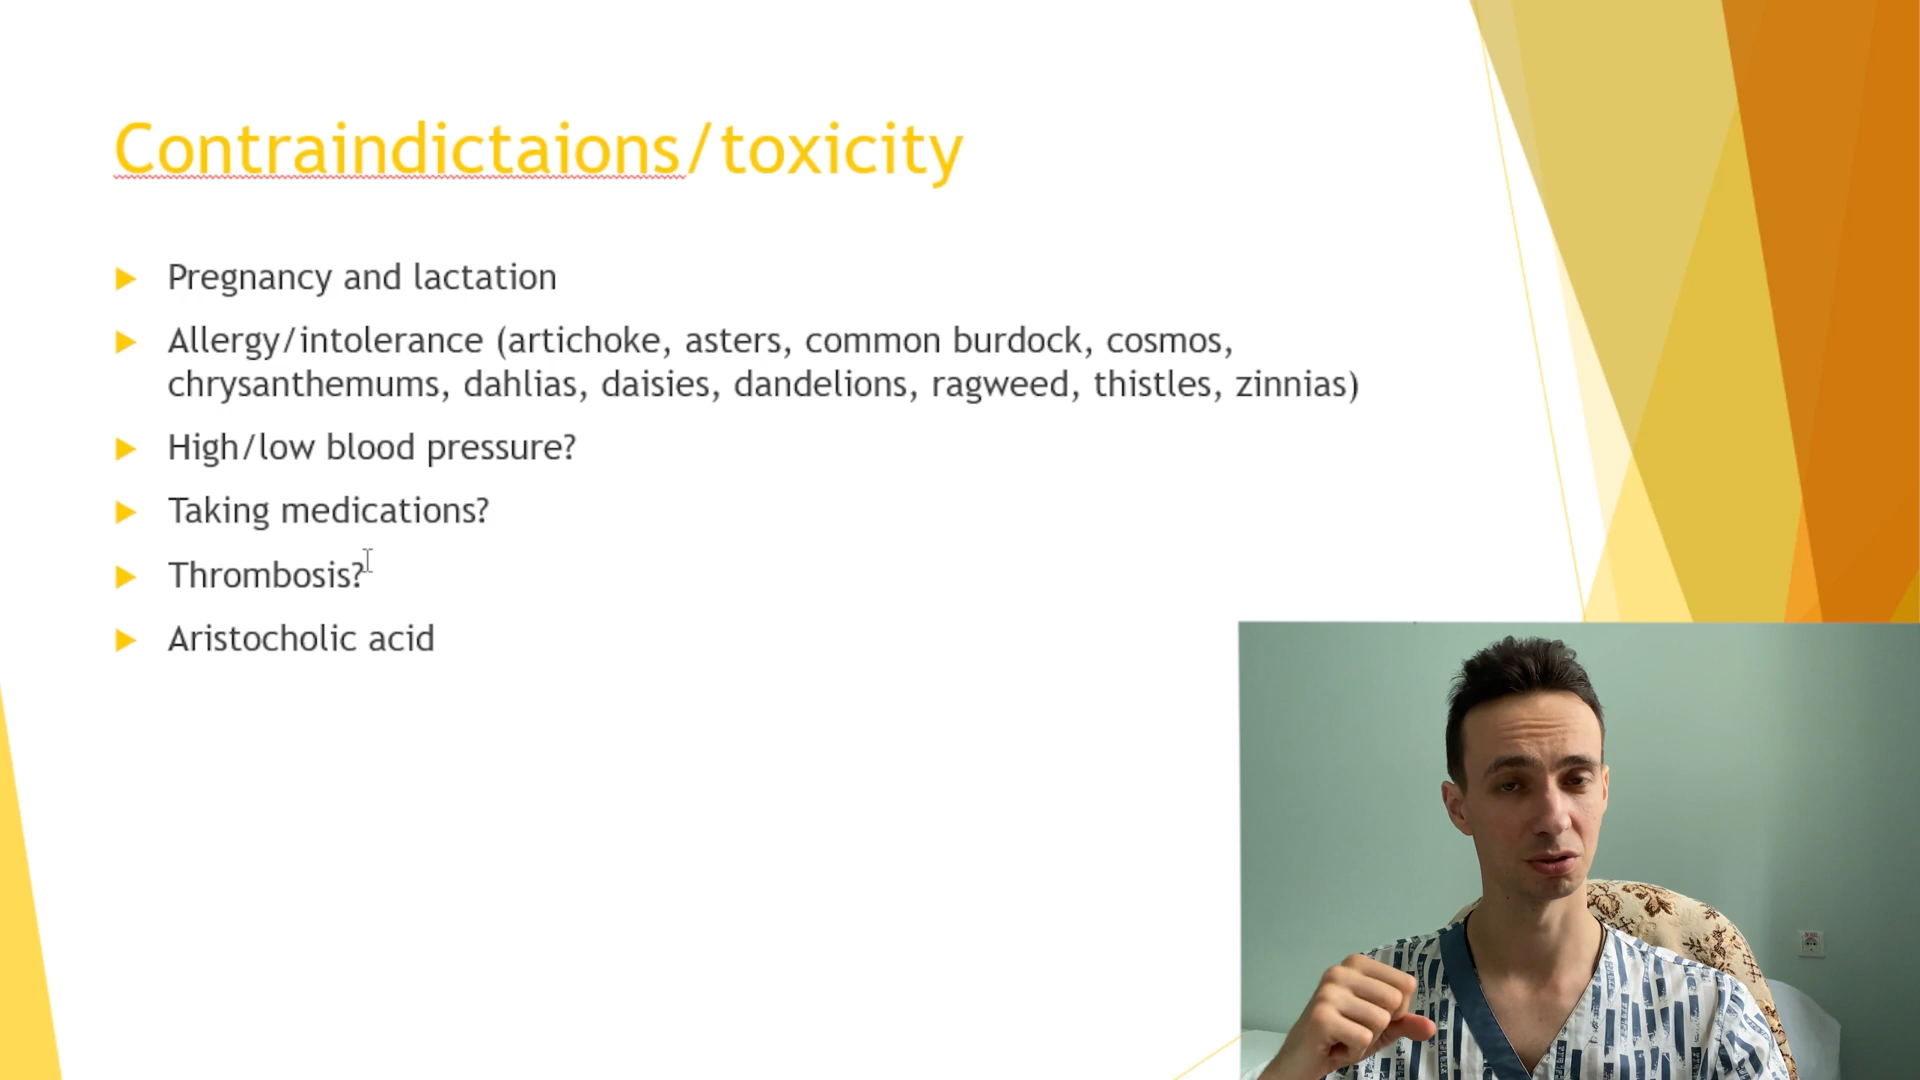 Contraindictaions/toxicity
Pregnancy and lactation
Allergy/intolerance (artichoke, asters, common burdock, cosmos,
chrysanthemums, dahlias, daisies, dandelions, ragweed, thistles, zinnias)
High/low blood pressure?
Taking medications?
Thrombosis?
Aristocholic acid